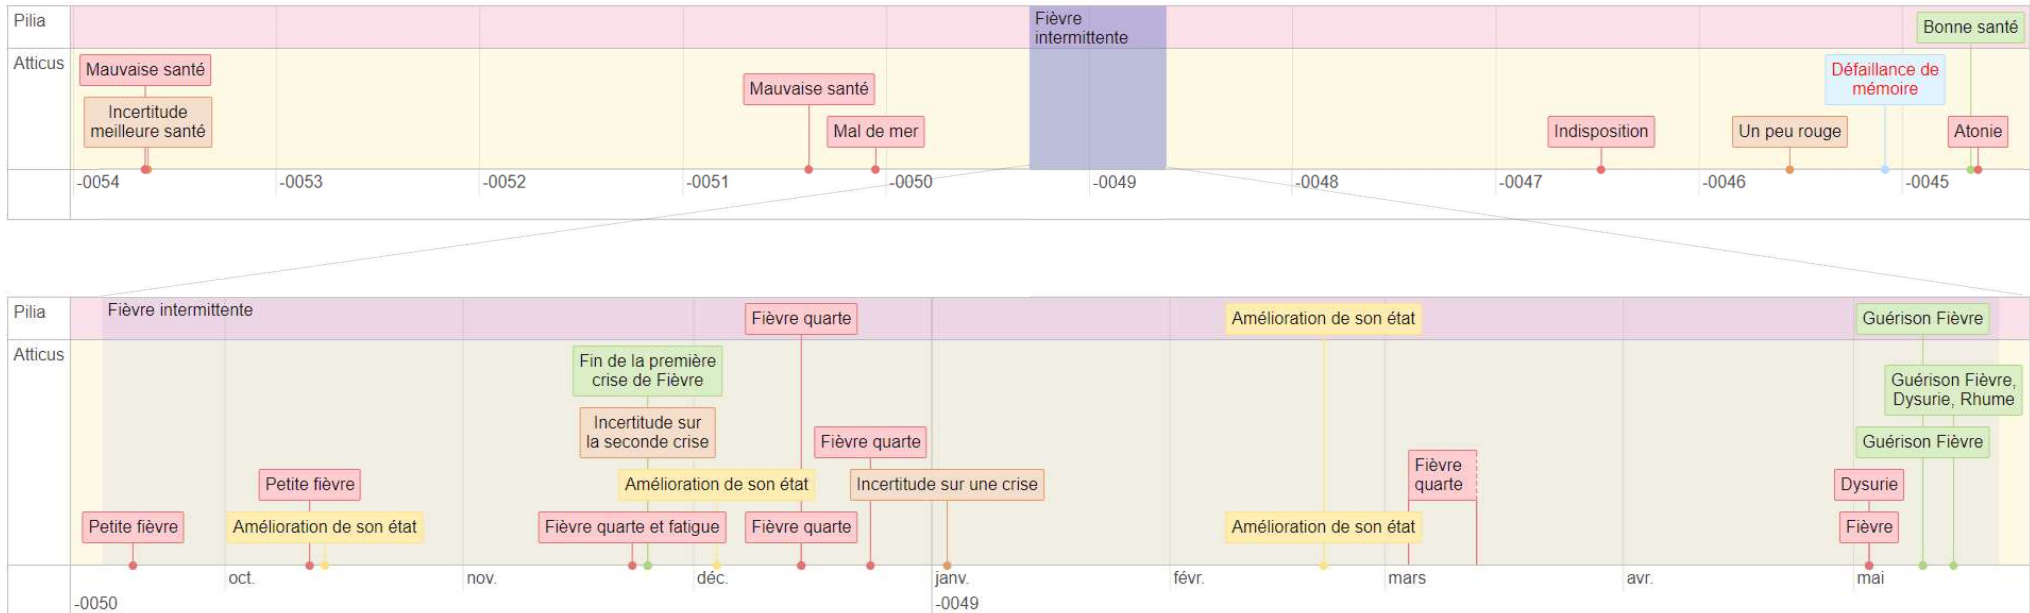 Pilia
Fièvre
intermittente
Bonne santé
Atticus
Mauvaise santé
Incertitude
meilleure santé
Mauvaise santé
Mal de mer
Indisposition
Un peu rouge
Défaillance de
mémoire
Atonie
-0054
-0053
-0052
-0051
-0050
-0049
-0048
-0047
-0046
-0045
Pilia
Fièvre intermittente
Fièvre quarte
Amélioration de son état
Guérison Fièvre
Atticus
Fin de la première
crise de Fièvre
Guérison Fièvre,
Dysurie, Rhume
Incertitude sur
la seconde crise
Fièvre quarte
Guérison Fièvre
Petite fièvre
Amélioration de son état
Incertitude sur une crise
Fièvre
quarte
Dysurie
Petite fièvre
Amélioration de son état
Fièvre quarte et fatigue
Fièvre quarte
Amélioration de son état
Fièvre
oct.
nov.
déc.
janv.
févr.
mars
avr.
mai
-0050
-0049